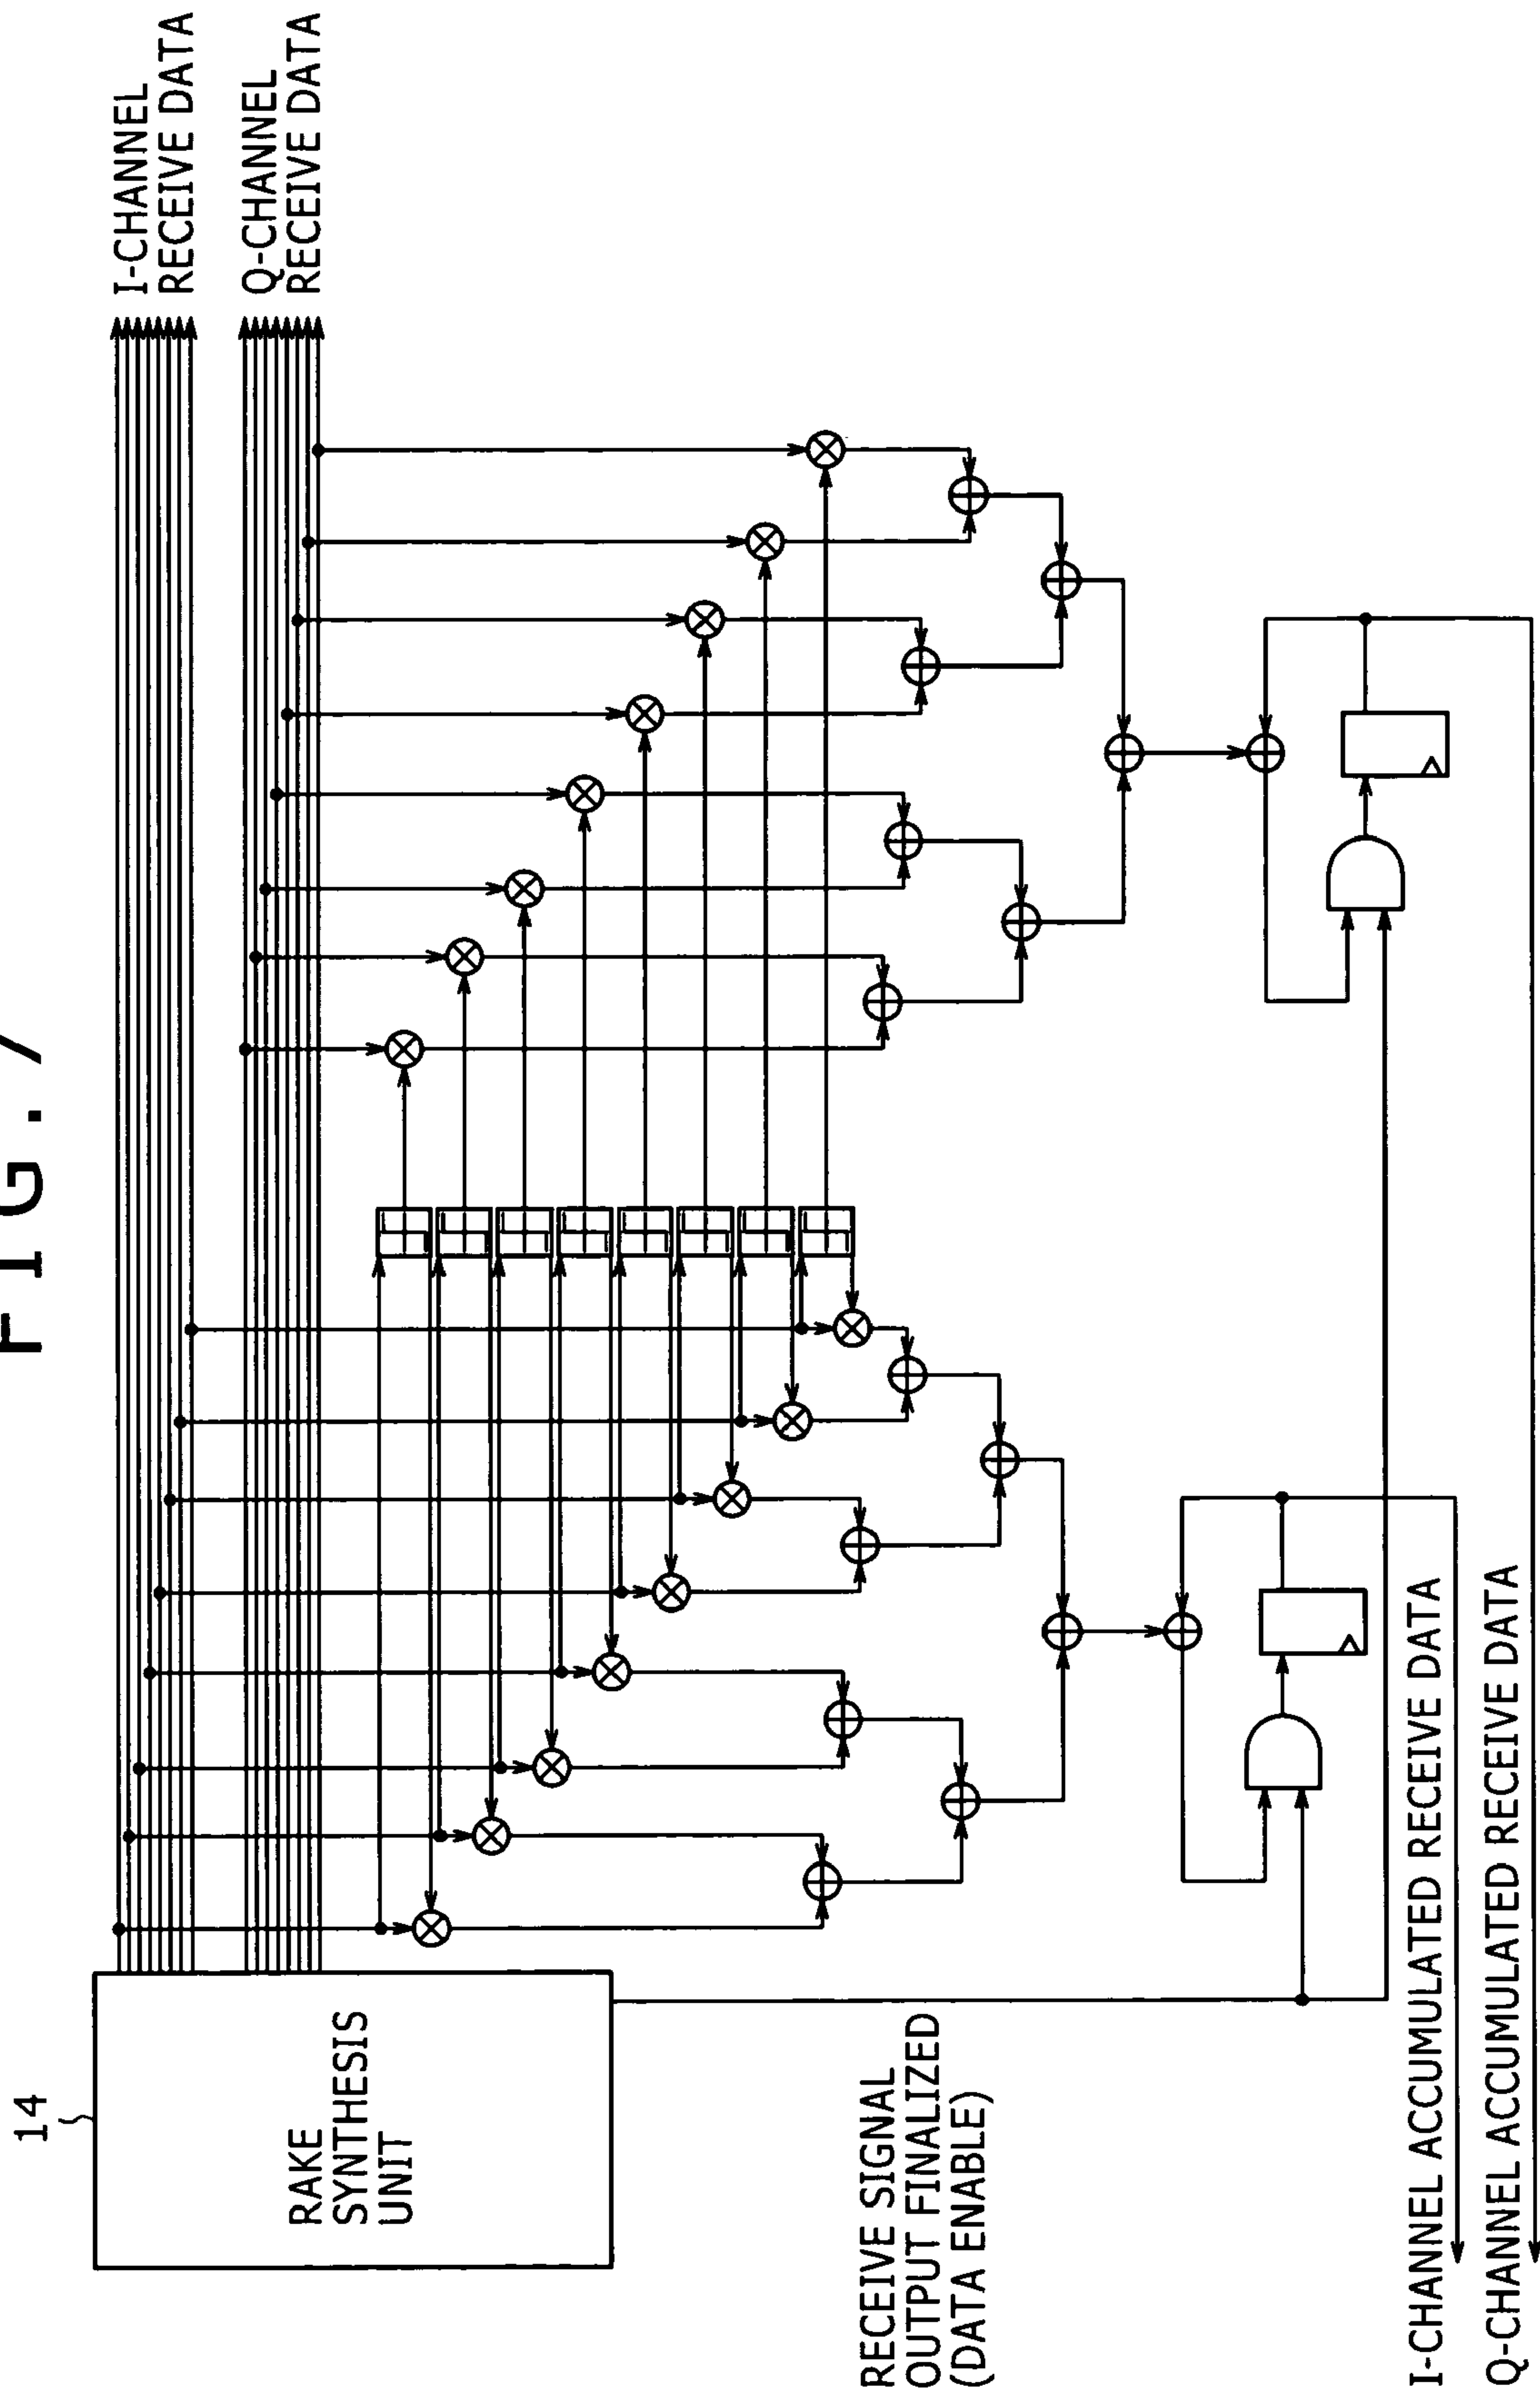 FIG. 7
14
RAKE
SYNTHESIS
UNIT
I-CHANNEL
RECEIVE DATA
Q-CHANNEL
RECEIVE DATA
RECEIVE SIGNAL
OUTPUT FINALIZED
(DATA ENABLE)
I-CHANNEL ACCUMULATED RECEIVE DATA
Q-CHANNEL ACCUMULATED RECEIVE DATA